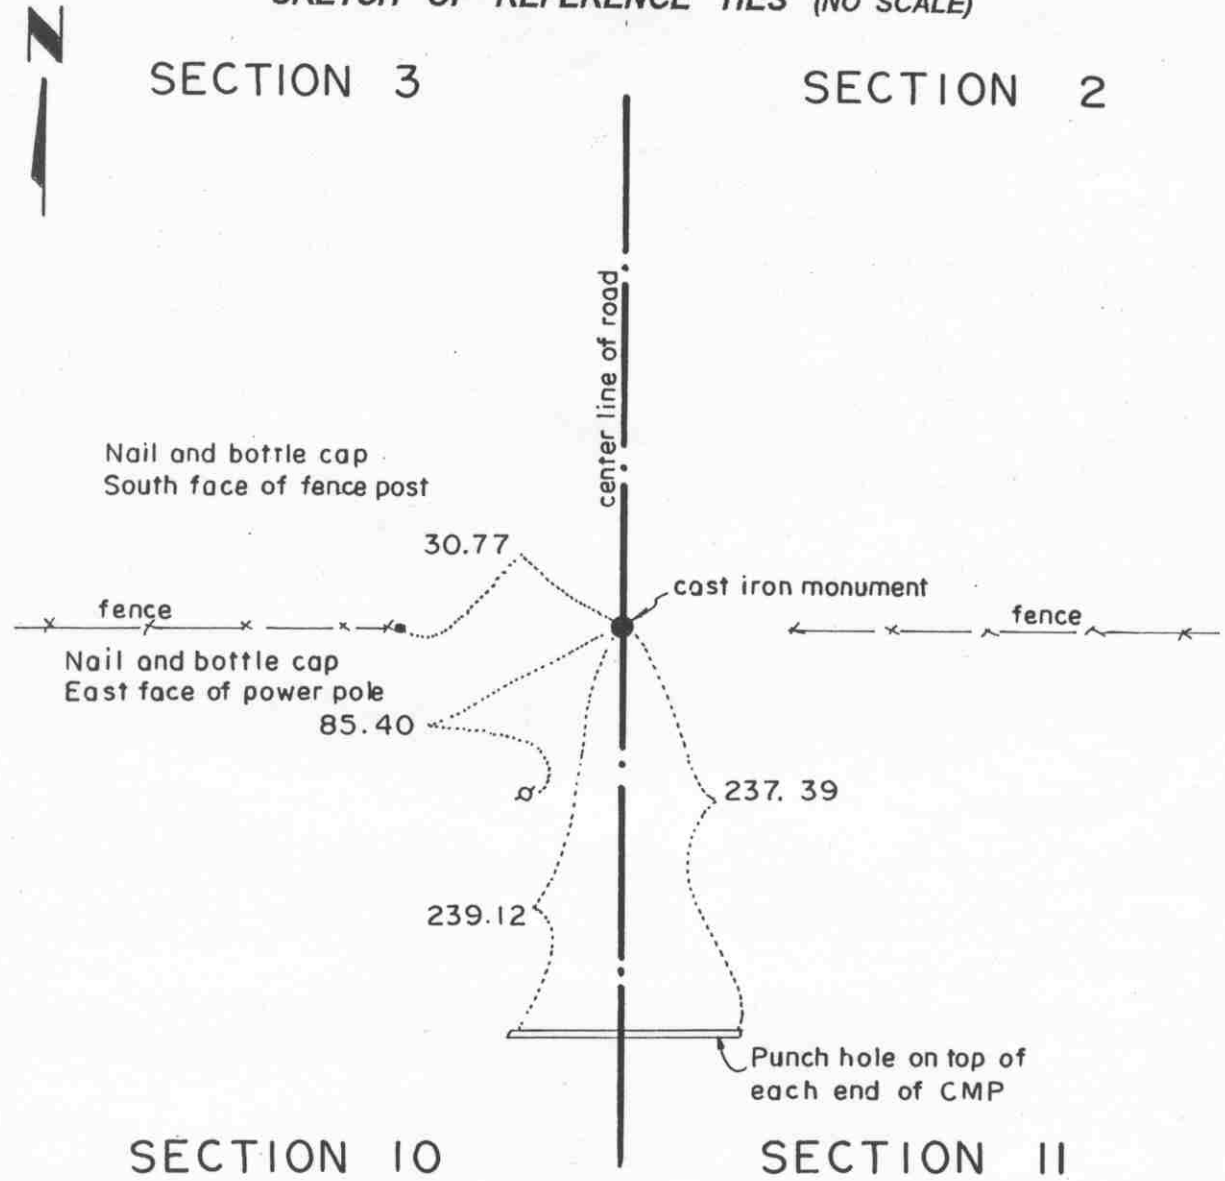 SKETCH OF REFERENCE TIES (NO SCALE)
N
SECTION 3
SECTION 2
center line of road
Nail and bottle cap
South face of fence post
30.77
cast iron monument
fence
fence
Nail and bottle cap
East face of power pole
85.40
237.39
239.12
Punch hole on top of
each end of CMP
SECTION 10
SECTION 11